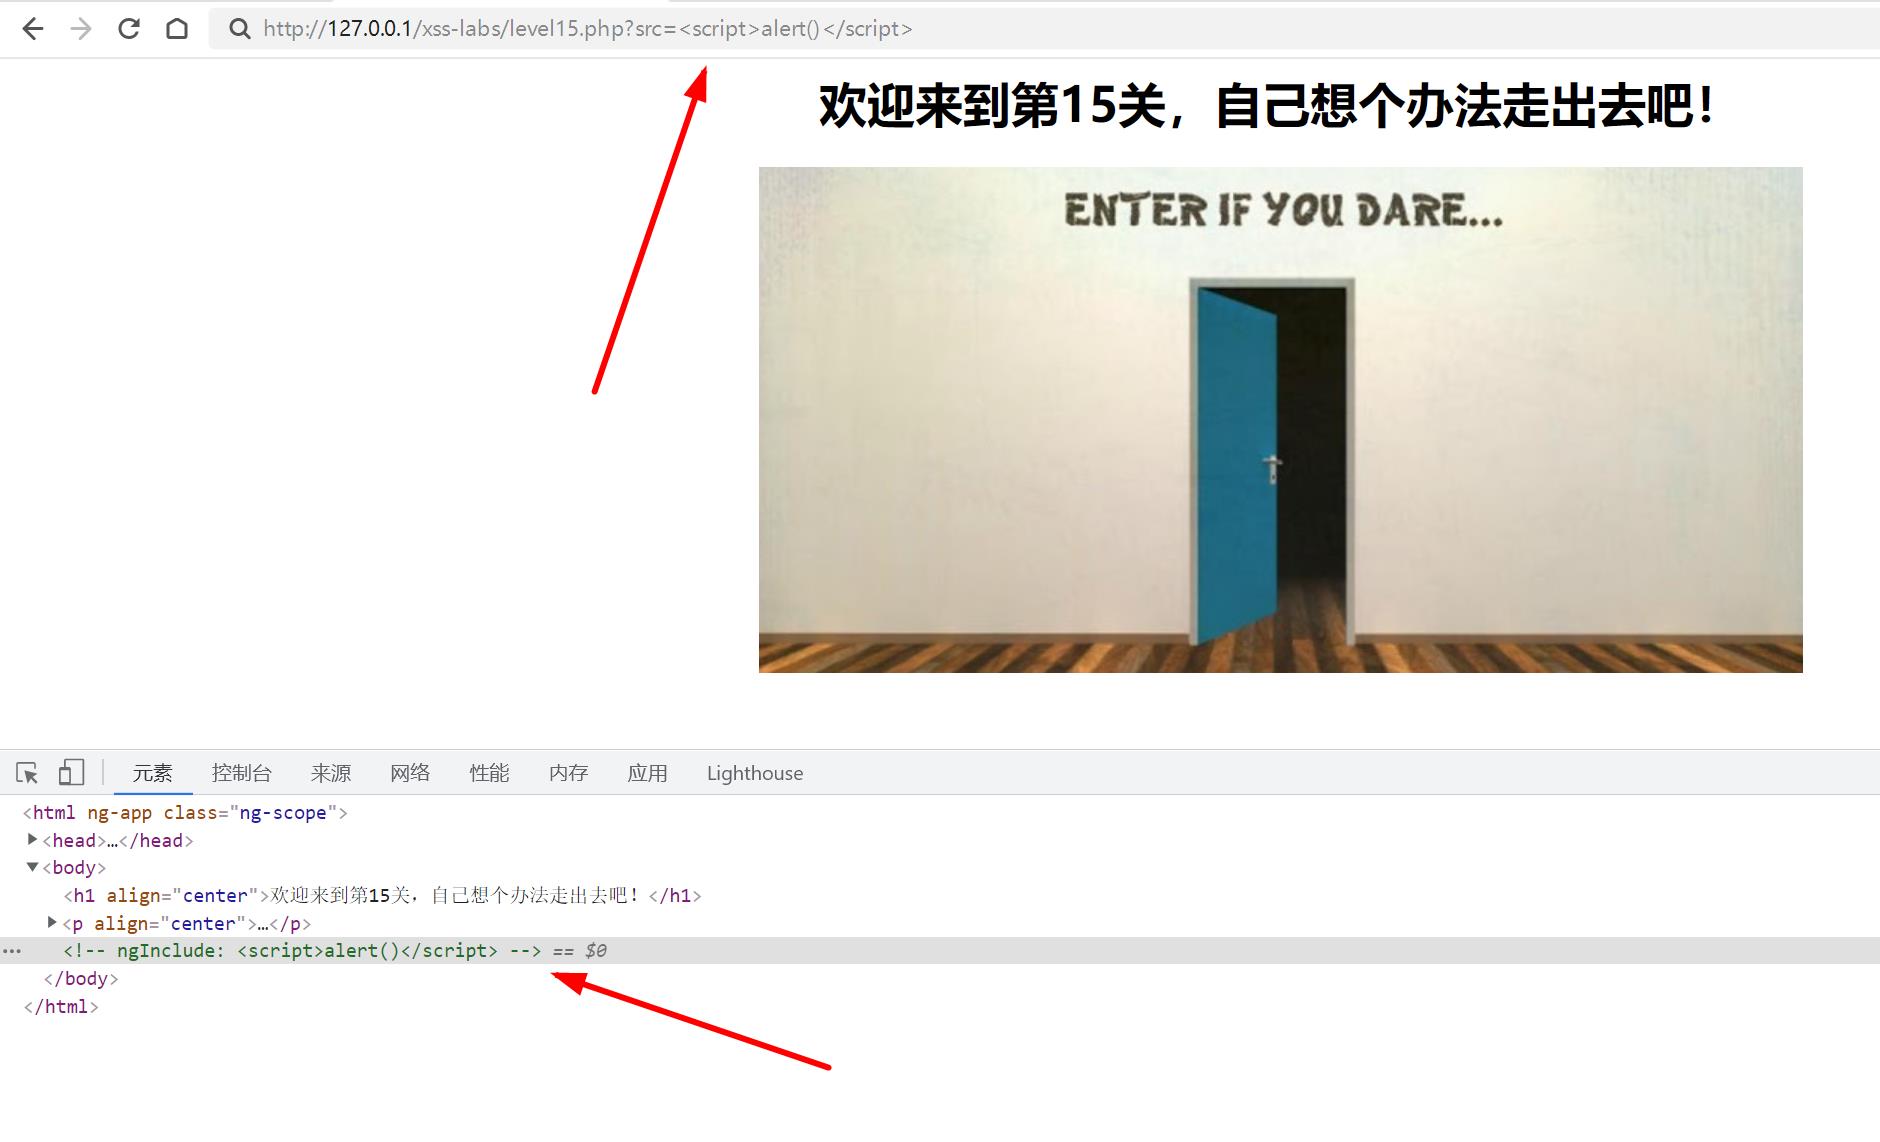 http://127.0.0.1/xss-labs/level15.php?src=<script>alert()</script>
欢迎来到第15关，自己想个办法走出去吧！
ENTER IF YOU DARE...
元素 控制台 来源 网络 性能 内存 应用 Lighthouse
<html ng-app class="ng-scope">
<head>…</head>
<body>
<h1 align="center">欢迎来到第15关，自己想个办法走出去吧！</h1>
<p align="center">…</p>
<!-- ngInclude: <script>alert()</script> --> == $0
</body>
</html>